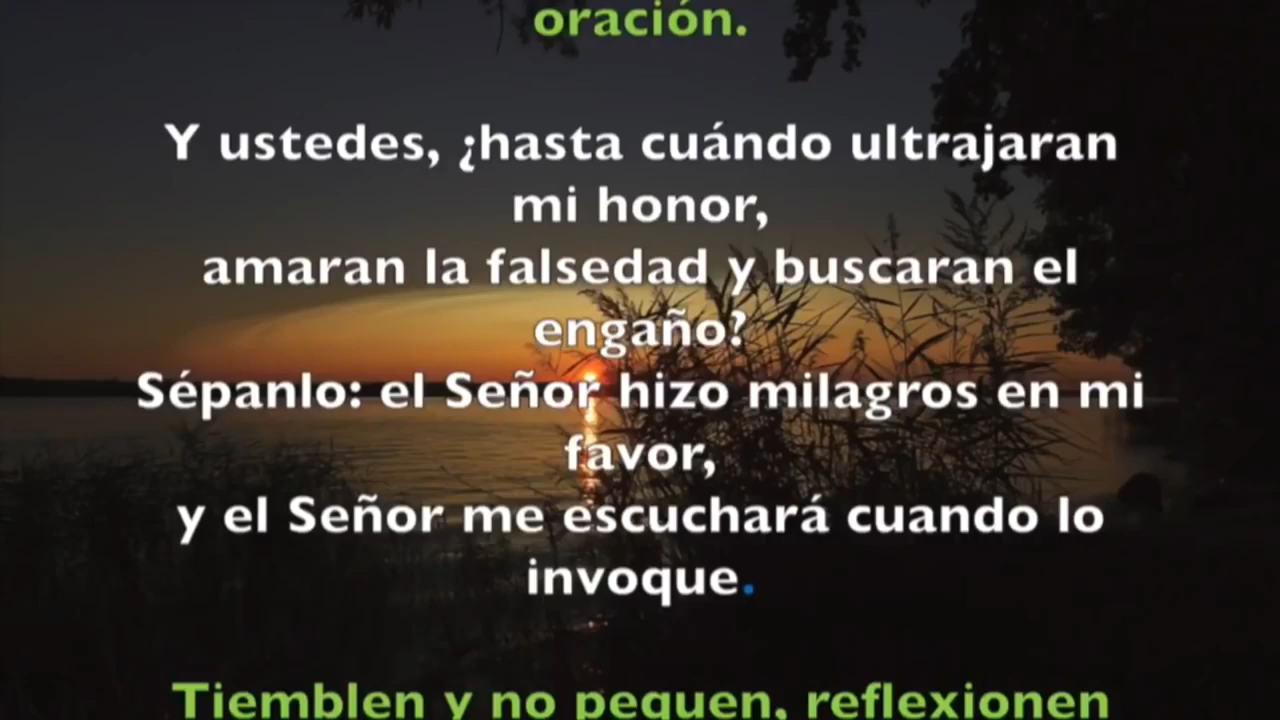 oración.
Y ustedes, ¿hasta cuándo ultrajaran
mi honor,
amaran la falsedad y buscaran el
engaño?
Sépanlo: el Señor hizo milagros en mi
favor,
y el Señor me escuchará cuando lo
invoque.
Tiemblen y no pequen, reflexionen